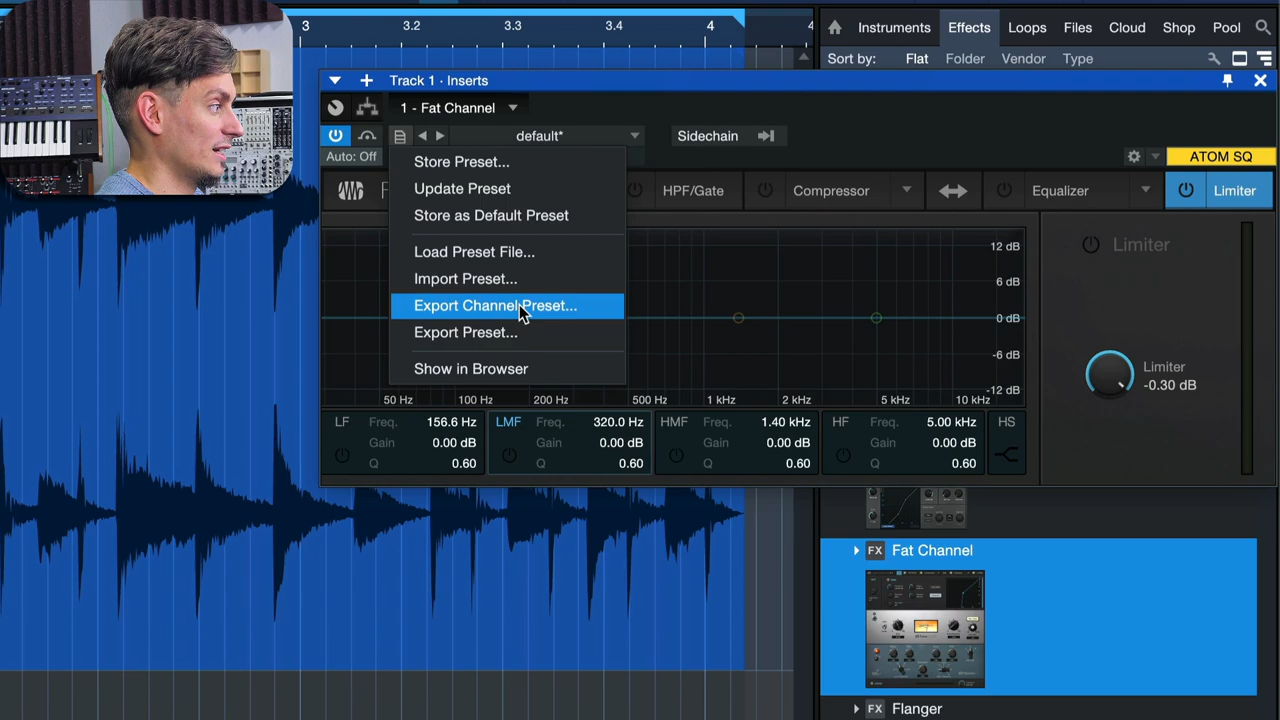 3
3.2
3.3
3.4
4
Instruments
Effects
Loops
Files
Cloud
Shop
Pool
Sort by:
Flat
Folder
Vendor
Type
Track 1 - Inserts
1 - Fat Channel
default*
Sidechain
Auto: Off
ATOM SQ
Store Preset...
Update Preset
Store as Default Preset
Load Preset File...
Import Preset...
Export Channel Preset...
Export Preset...
Show in Browser
HPF/Gate
Compressor
Equalizer
Limiter
12 dB
6 dB
0 dB
-6 dB
-12 dB
Limiter
Limiter
-0.30 dB
50 Hz
100 Hz
200 Hz
500 Hz
1 kHz
2 kHz
5 kHz
10 kHz
LF
Freq.
156.6 Hz
Gain
0.00 dB
Q
0.60
LMF
320.0 Hz
0.00 dB
0.60
HMF
Freq.
1.40 kHz
Gain
0.00 dB
Q
0.60
HF
Freq.
5.00 kHz
Gain
0.00 dB
Q
0.60
HS
FX
Fat Channel
FX
Flanger